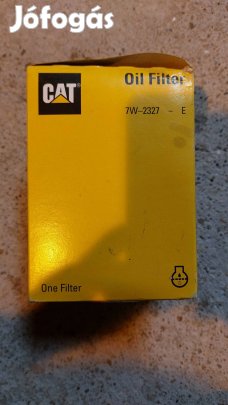 Jófogás
CAT®
Oil Filter
7W-2327 - E
One Filter